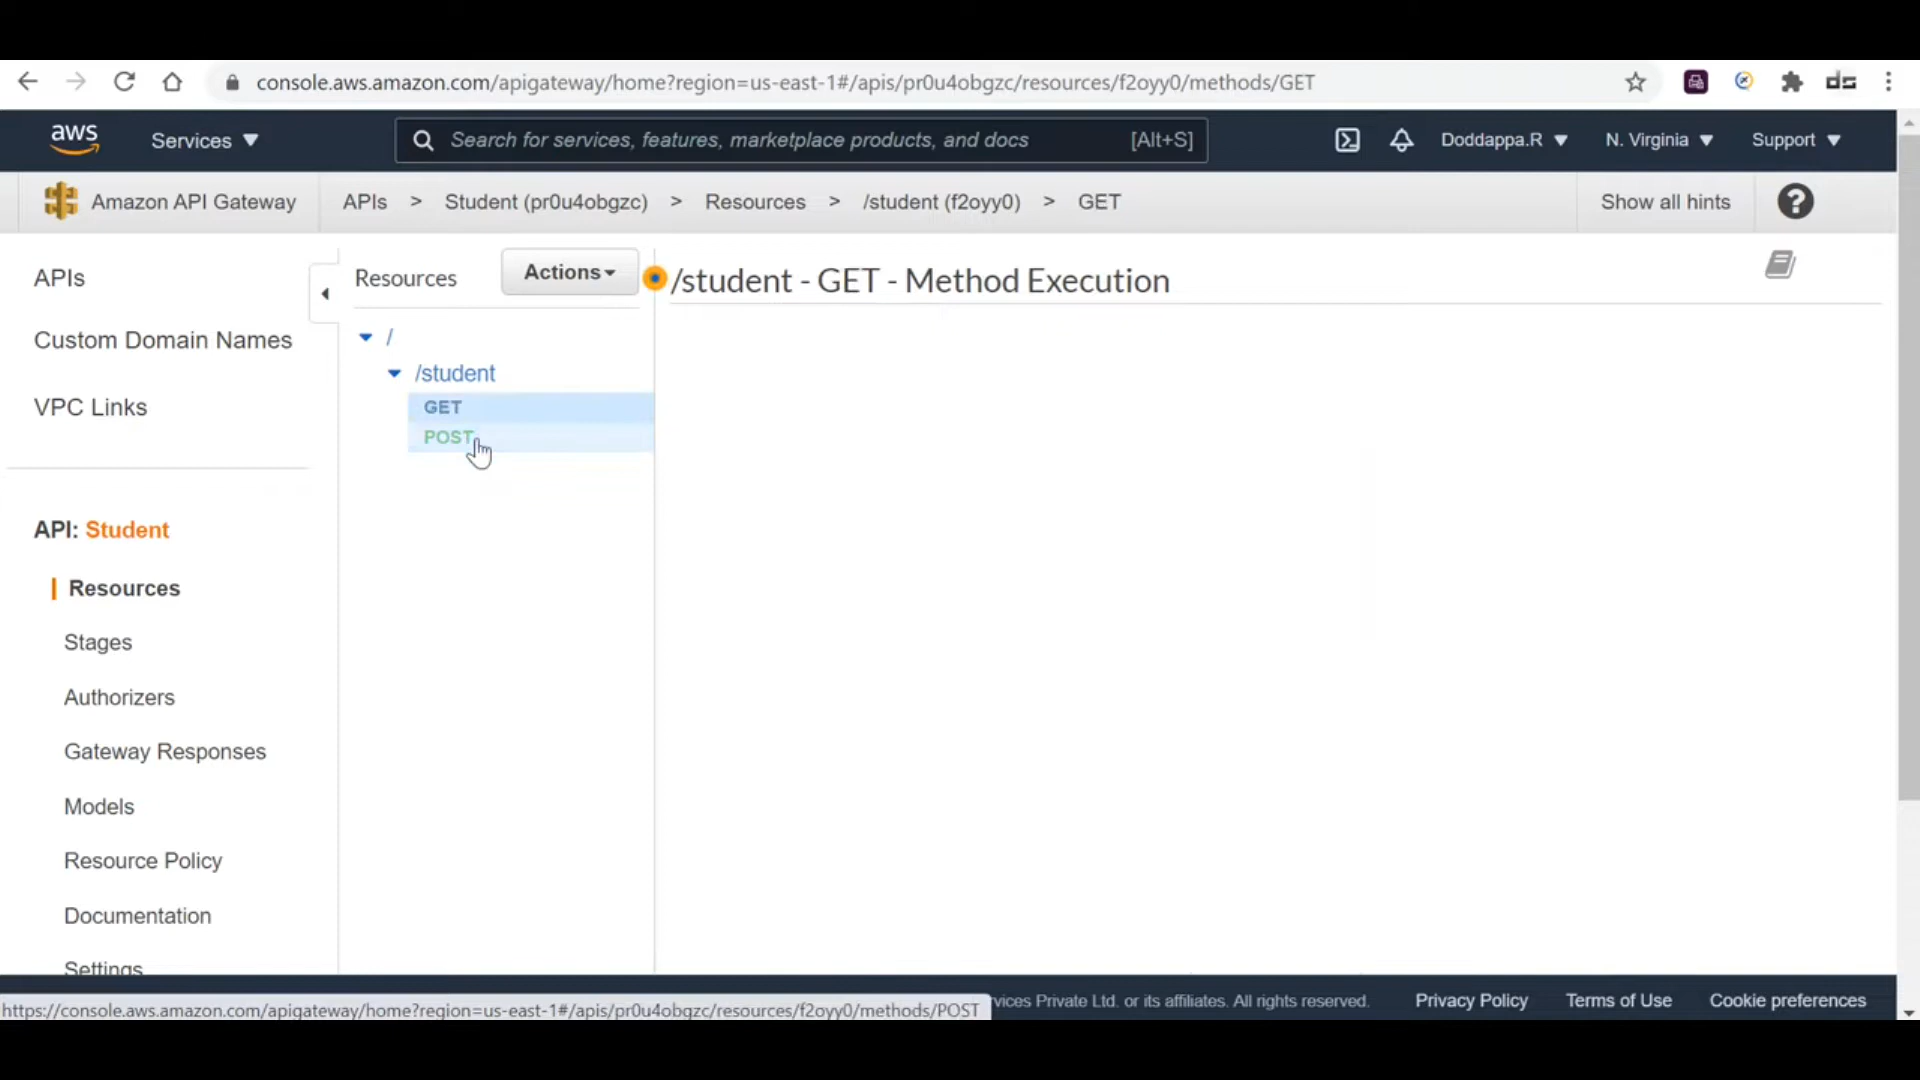 console.aws.amazon.com/apigateway/home?region=us-east-1#/apis/pr0u4obgzc/resources/f2oyy0/methods/GET
aws
Services
Search for services, features, marketplace products, and docs
[Alt+S]
Doddappa.R
N. Virginia
Support
Amazon API Gateway
APIs > Student (pr0u4obgzc) > Resources > /student (f2oyy0) > GET
Show all hints
?
APIs
Custom Domain Names
VPC Links
API: Student
Resources
Stages
Authorizers
Gateway Responses
Models
Resource Policy
Documentation
Settings
Resources
Actions
/
/student
GET
POST
/student - GET - Method Execution
https://console.aws.amazon.com/apigateway/home?region=us-east-1#/apis/pr0u4obgzc/resources/f2oyy0/methods/POST
vices Private Ltd. or its affiliates. All rights reserved.
Privacy Policy
Terms of Use
Cookie preferences